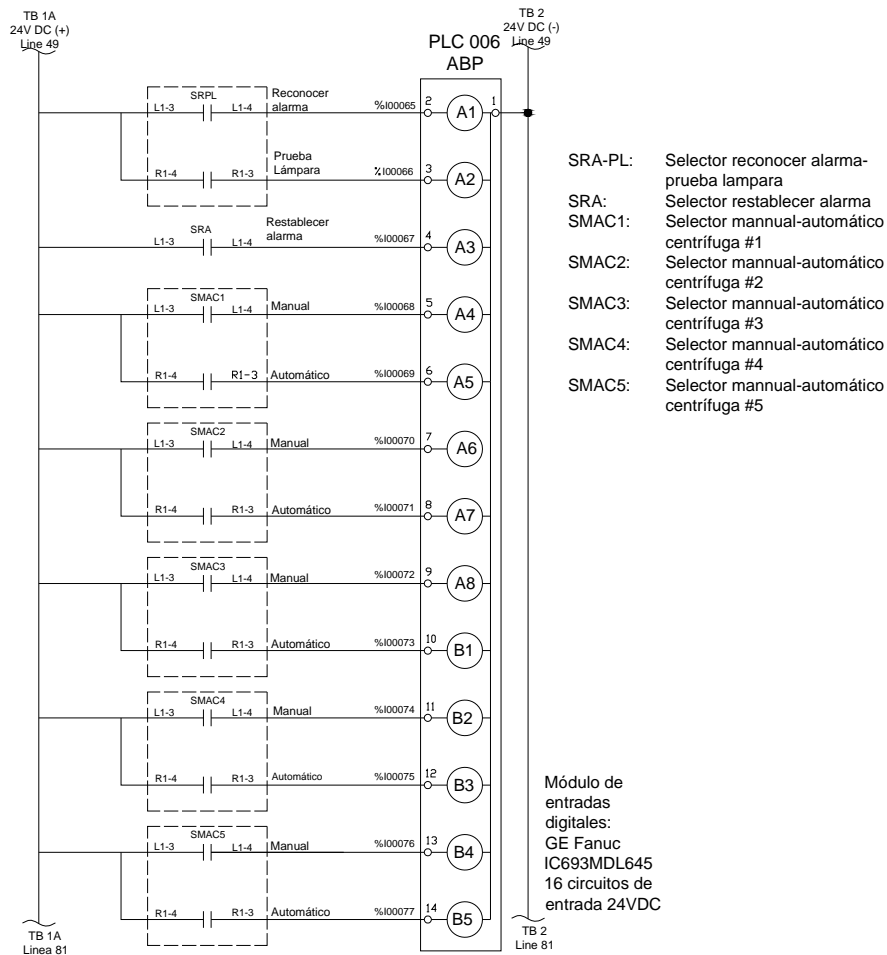 TB 1A
24V DC (+)
Line 49
TB 2
24V DC (-)
Line 49
PLC 006
ABP
SRPL
L1-3
L1-4
Reconocer
alarma
%I00065
2
A1
1
R1-4
R1-3
Prueba
Lámpara
%I00066
3
A2
SRA
L1-3
L1-4
Restablecer
alarma
%I00067
4
A3
SMAC1
L1-3
L1-4
Manual
%I00068
5
A4
R1-4
R1-3
Automático
%I00069
6
A5
SMAC2
L1-3
L1-4
Manual
%I00070
7
A6
R1-4
R1-3
Automático
%I00071
8
A7
SMAC3
L1-3
L1-4
Manual
%I00072
9
A8
R1-4
R1-3
Automático
%I00073
10
B1
SMAC4
L1-3
L1-4
Manual
%I00074
11
B2
R1-4
R1-3
Automático
%I00075
12
B3
SMAC5
L1-3
L1-4
Manual
%I00076
13
B4
R1-4
R1-3
Automático
%I00077
14
B5
TB 1A
Linea 81
TB 2
Line 81
SRA-PL: Selector reconocer alarma-
prueba lampara
SRA: Selector restablecer alarma
SMAC1: Selector mannual-automático
centrífuga #1
SMAC2: Selector mannual-automático
centrífuga #2
SMAC3: Selector mannual-automático
centrífuga #3
SMAC4: Selector mannual-automático
centrífuga #4
SMAC5: Selector mannual-automático
centrífuga #5
Módulo de
entradas
digitales:
GE Fanuc
IC693MDL645
16 circuitos de
entrada 24VDC